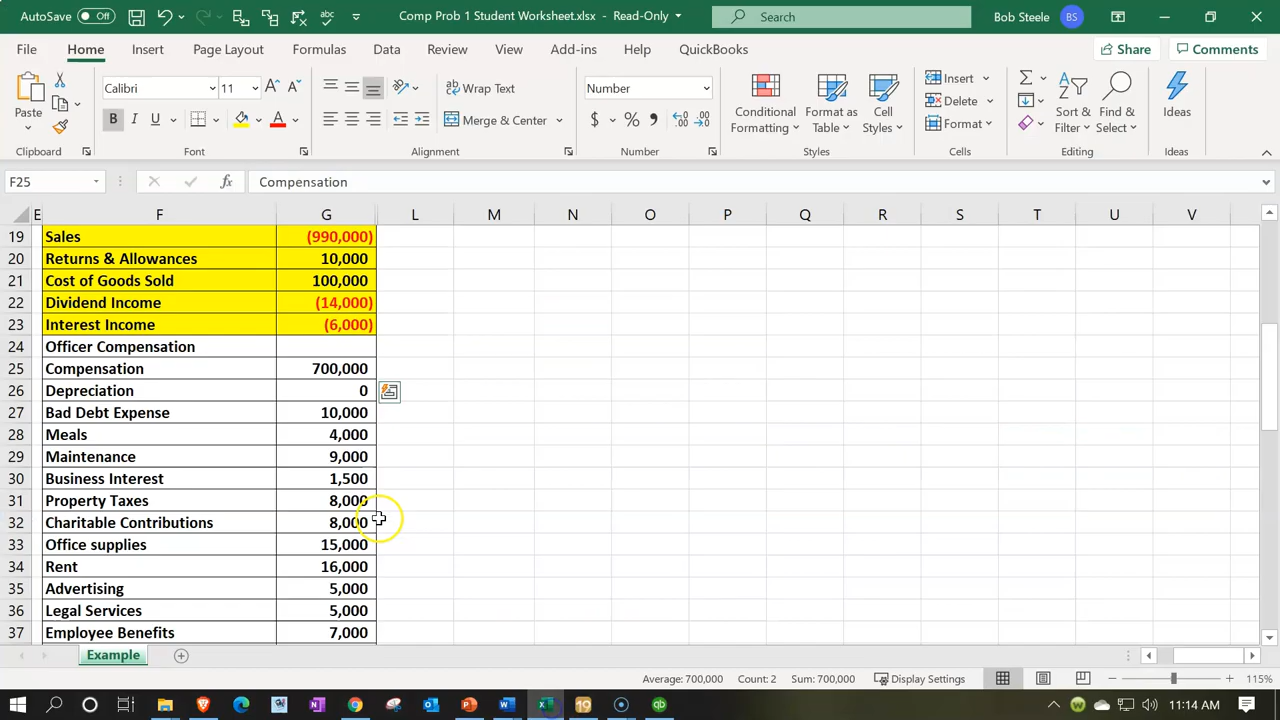 AutoSave Off Comp Prob 1 Student Worksheet.xlsx - Read-Only Search Bob Steele BS
File Home Insert Page Layout Formulas Data Review View Add-ins Help QuickBooks Share Comments
Paste Calibri 11 A A Wrap Text Number Conditional Formatting Format as Table Cell Styles Insert Sort & Filter Find & Select Ideas
B I U A Merge & Center $ % Delete
Format
Clipboard Font Alignment Number Styles Cells Editing Ideas
F25 fx Compensation
E F G L M N O P Q R S T U V
19 Sales (990,000)
20 Returns & Allowances 10,000
21 Cost of Goods Sold 100,000
22 Dividend Income (14,000)
23 Interest Income (6,000)
24 Officer Compensation
25 Compensation 700,000
26 Depreciation 0
27 Bad Debt Expense 10,000
28 Meals 4,000
29 Maintenance 9,000
30 Business Interest 1,500
31 Property Taxes 8,000
32 Charitable Contributions 8,000
33 Office supplies 15,000
34 Rent 16,000
35 Advertising 5,000
36 Legal Services 5,000
37 Employee Benefits 7,000
Example
Average: 700,000 Count: 2 Sum: 700,000 Display Settings 115%
11:14 AM